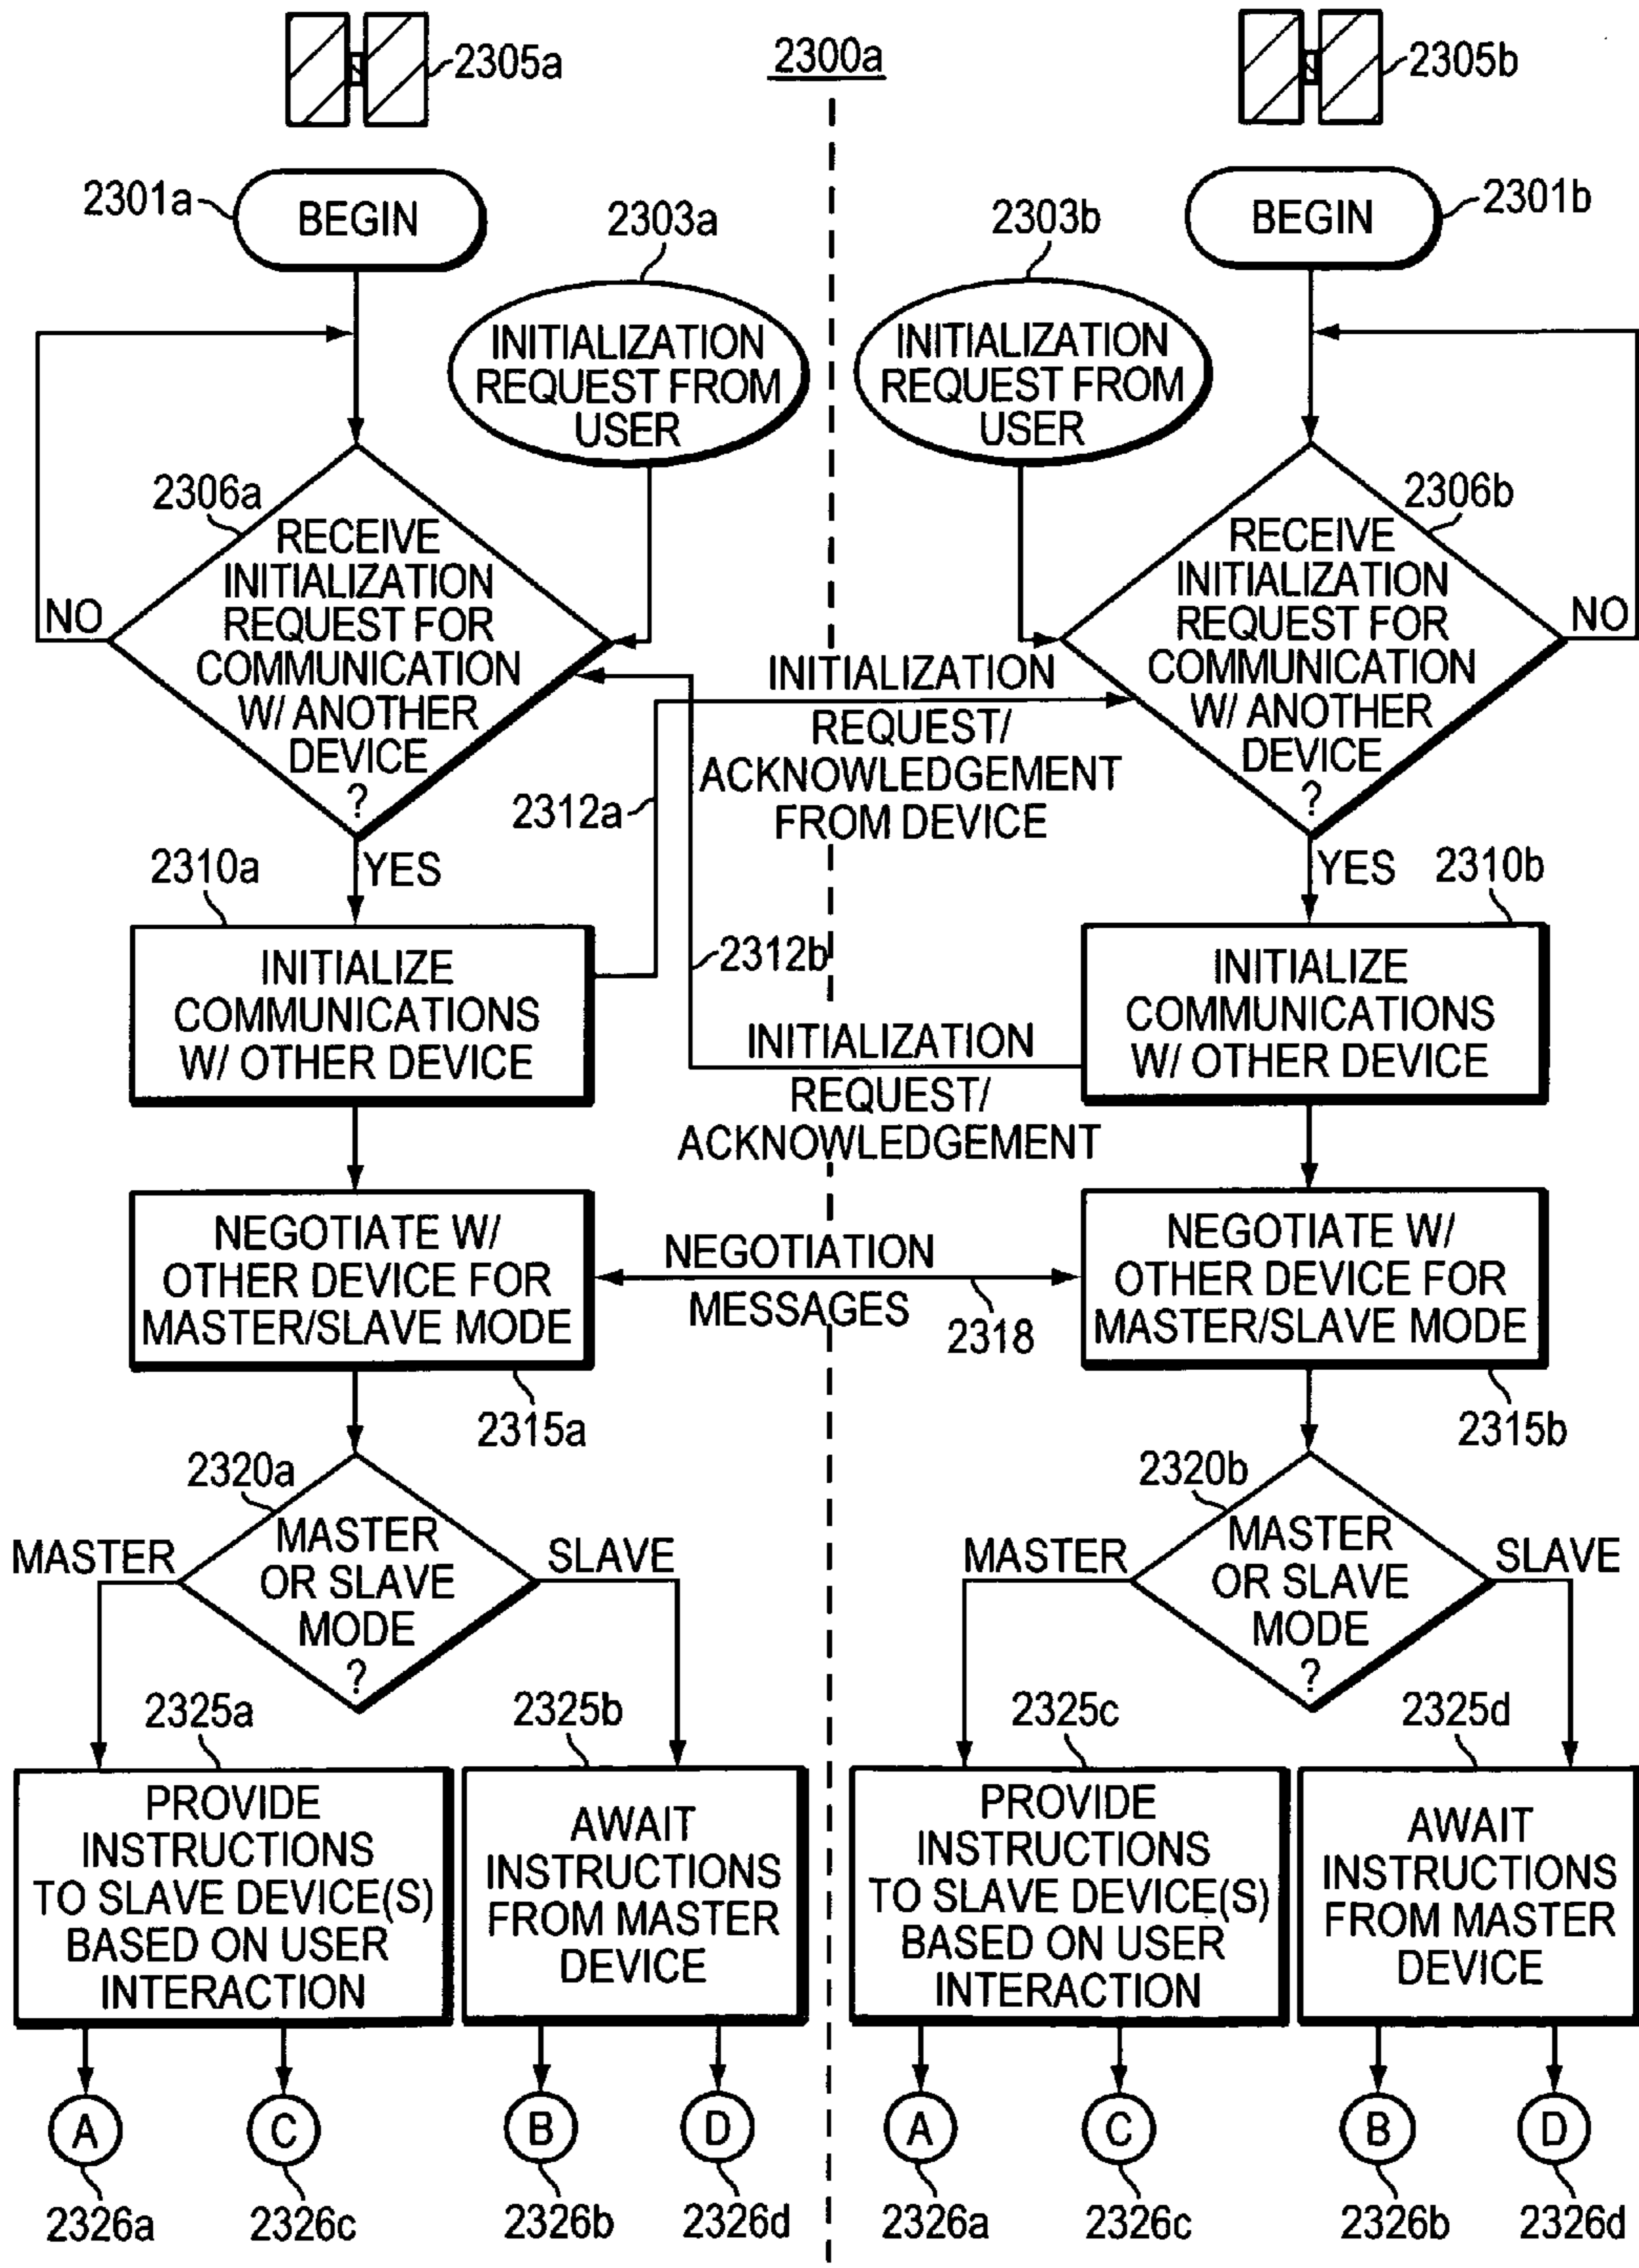 2305a
2300a
2305b
2301a
BEGIN
2303a
2303b
BEGIN
2301b
INITIALIZATION
REQUEST FROM
USER
INITIALIZATION
REQUEST FROM
USER
2306a
RECEIVE
INITIALIZATION
REQUEST FOR
COMMUNICATION
W/ ANOTHER
DEVICE
?
NO
2306b
RECEIVE
INITIALIZATION
REQUEST FOR
COMMUNICATION
W/ ANOTHER
DEVICE
?
NO
INITIALIZATION
REQUEST/
ACKNOWLEDGEMENT
FROM DEVICE
2312a
2310a
YES
YES
2310b
INITIALIZE
COMMUNICATIONS
W/ OTHER DEVICE
2312b
INITIALIZATION
REQUEST/
ACKNOWLEDGEMENT
INITIALIZE
COMMUNICATIONS
W/ OTHER DEVICE
NEGOTIATE W/
OTHER DEVICE FOR
MASTER/SLAVE MODE
NEGOTIATION
MESSAGES
2318
NEGOTIATE W/
OTHER DEVICE FOR
MASTER/SLAVE MODE
2315a
2315b
2320a
MASTER
MASTER
OR SLAVE
MODE
?
SLAVE
2320b
MASTER
MASTER
OR SLAVE
MODE
?
SLAVE
2325a
2325b
2325c
2325d
PROVIDE
INSTRUCTIONS
TO SLAVE DEVICE(S)
BASED ON USER
INTERACTION
AWAIT
INSTRUCTIONS
FROM MASTER
DEVICE
PROVIDE
INSTRUCTIONS
TO SLAVE DEVICE(S)
BASED ON USER
INTERACTION
AWAIT
INSTRUCTIONS
FROM MASTER
DEVICE
A
C
B
D
A
C
B
D
2326a
2326c
2326b
2326d
2326a
2326c
2326b
2326d